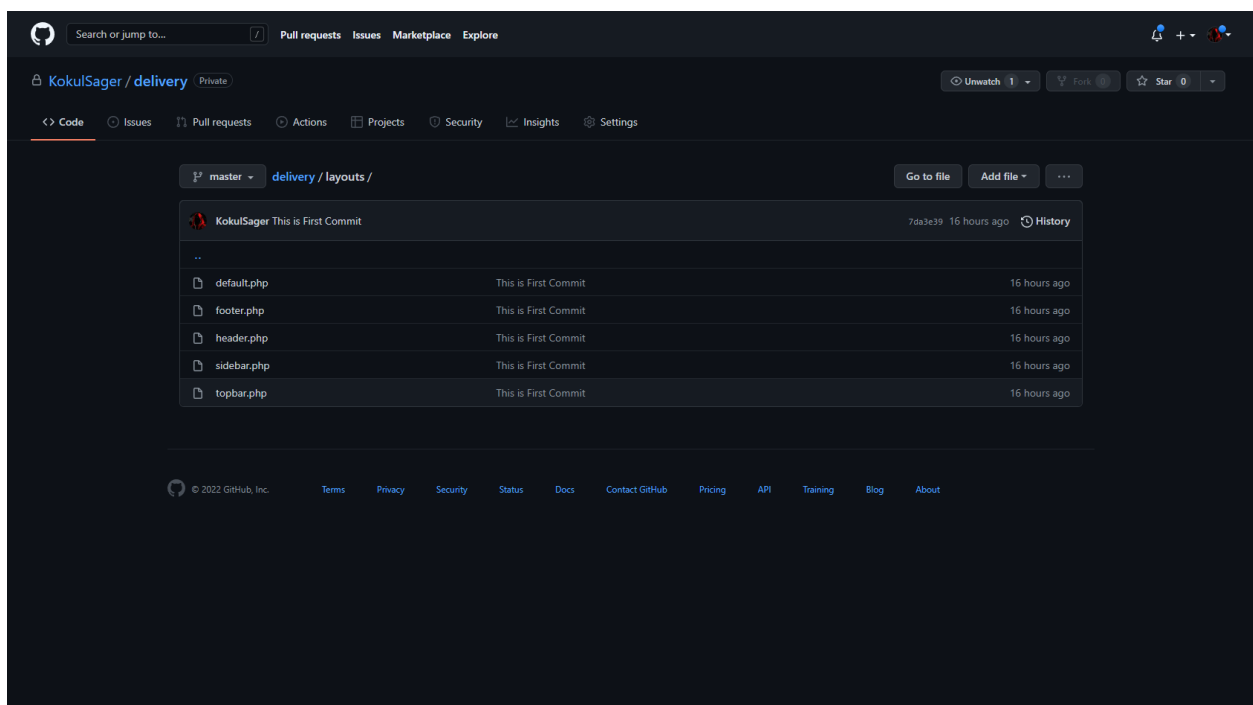 Search or jump to... / Pull requests Issues Marketplace Explore
KokulSager / delivery Private Unwatch 1 Fork 0 Star 0
<> Code Issues Pull requests Actions Projects Security Insights Settings
master delivery / layouts / Go to file Add file ...
KokulSager This is First Commit 7da3e39 16 hours ago History
..
default.php This is First Commit 16 hours ago
footer.php This is First Commit 16 hours ago
header.php This is First Commit 16 hours ago
sidebar.php This is First Commit 16 hours ago
topbar.php This is First Commit 16 hours ago
© 2022 GitHub, Inc. Terms Privacy Security Status Docs Contact GitHub Pricing API Training Blog About